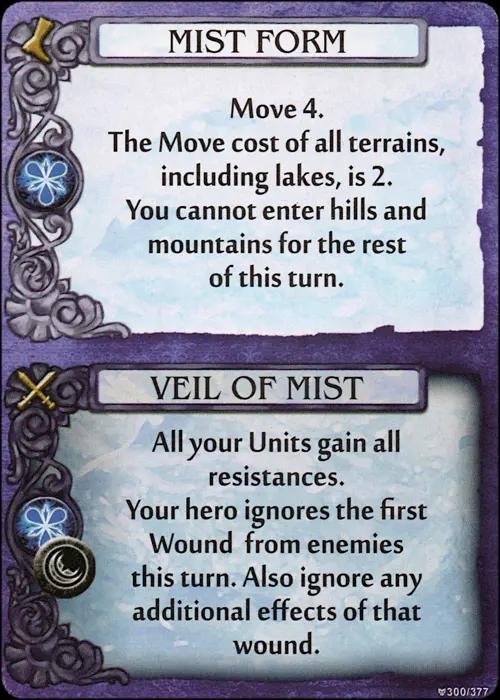 MIST FORM
Move 4.
The Move cost of all terrains,
including lakes, is 2.
You cannot enter hills and
mountains for the rest
of this turn.
VEIL OF MIST
All your Units gain all
resistances.
Your hero ignores the first
Wound from enemies
this turn. Also ignore any
additional effects of that
wound.
300/377